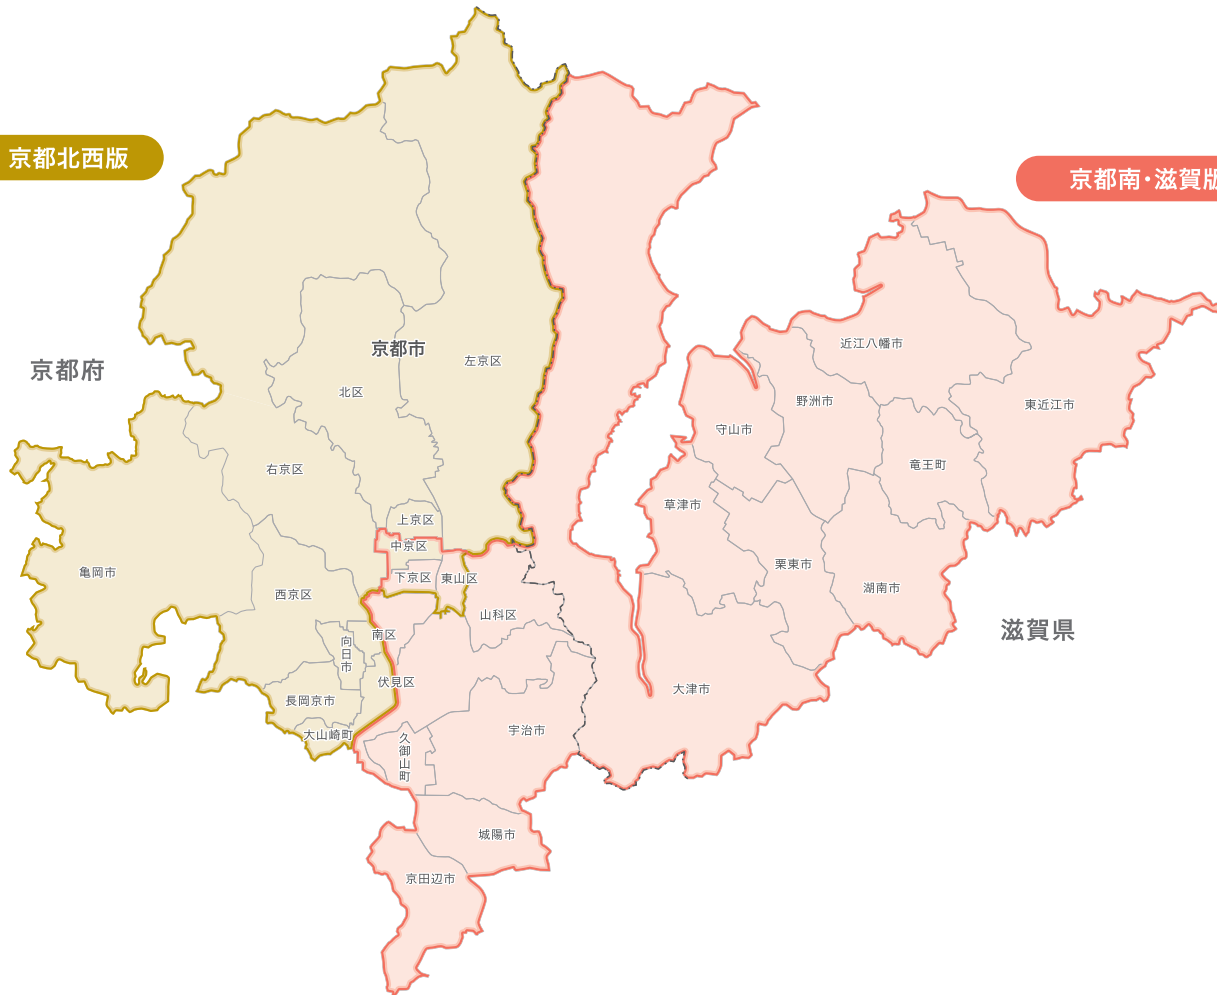 京都北西版
京都南・滋賀版
京都府
京都市
左京区
北区
右京区
上京区
中京区
下京区
東山区
亀岡市
西京区
山科区
南区
向日市
伏見区
長岡京市
大山崎町
久御山町
宇治市
城陽市
京田辺市
近江八幡市
野洲市
東近江市
守山市
竜王町
草津市
栗東市
湖南市
滋賀県
大津市